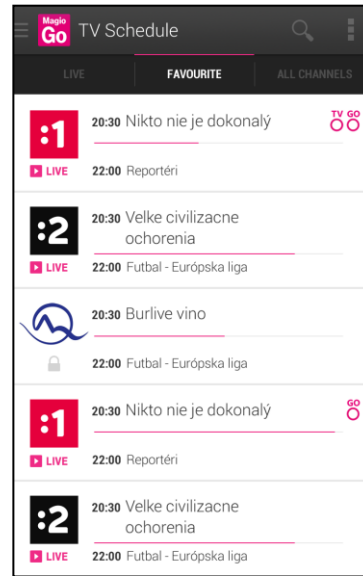 Magio
Go TV Schedule
LIVE FAVOURITE ALL CHANNELS
:1 20:30 Nikto nie je dokonalý TV GO
LIVE 22:00 Reportéri
:2 20:30 Velke civilizacne
ochorenia
LIVE 22:00 Futbal - Európska liga
20:30 Burlive vino
22:00 Futbal - Európska liga
:1 20:30 Nikto nie je dokonalý GO
LIVE 22:00 Reportéri
:2 20:30 Velke civilizacne
ochorenia
LIVE 22:00 Futbal - Európska liga